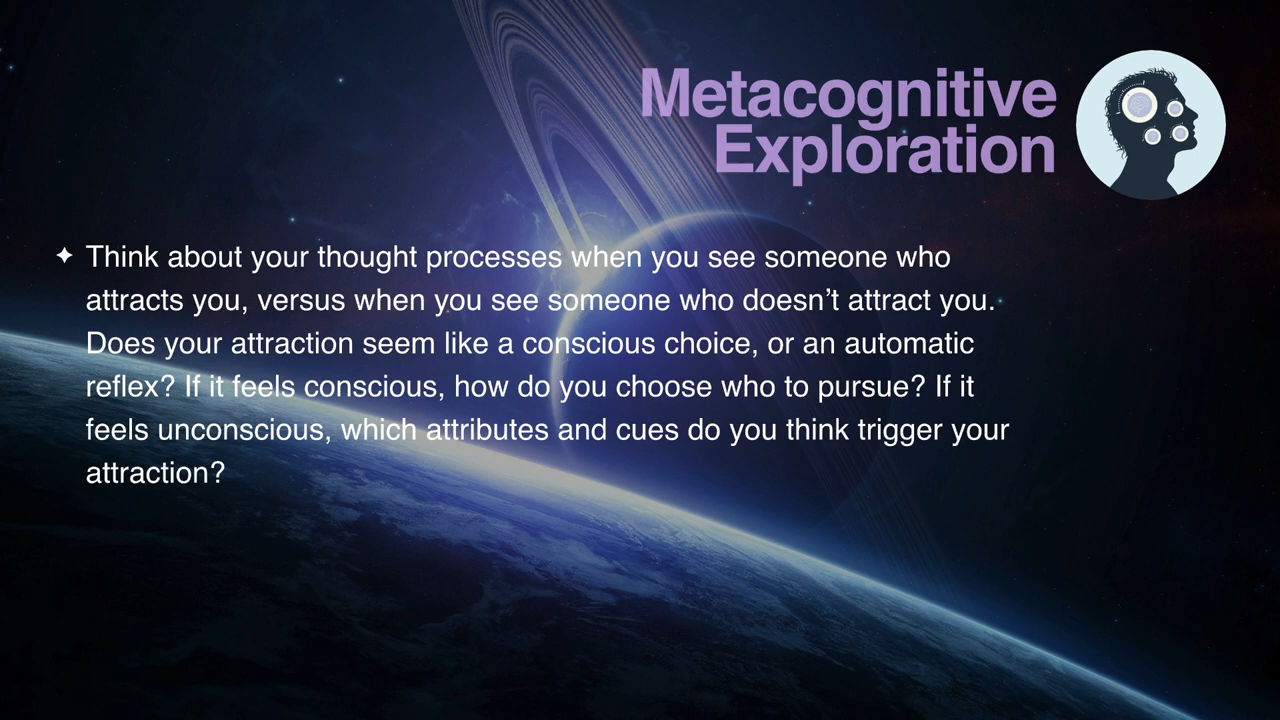 Metacognitive
Exploration
✦ Think about your thought processes when you see someone who
attracts you, versus when you see someone who doesn’t attract you.
Does your attraction seem like a conscious choice, or an automatic
reflex? If it feels conscious, how do you choose who to pursue? If it
feels unconscious, which attributes and cues do you think trigger your
attraction?